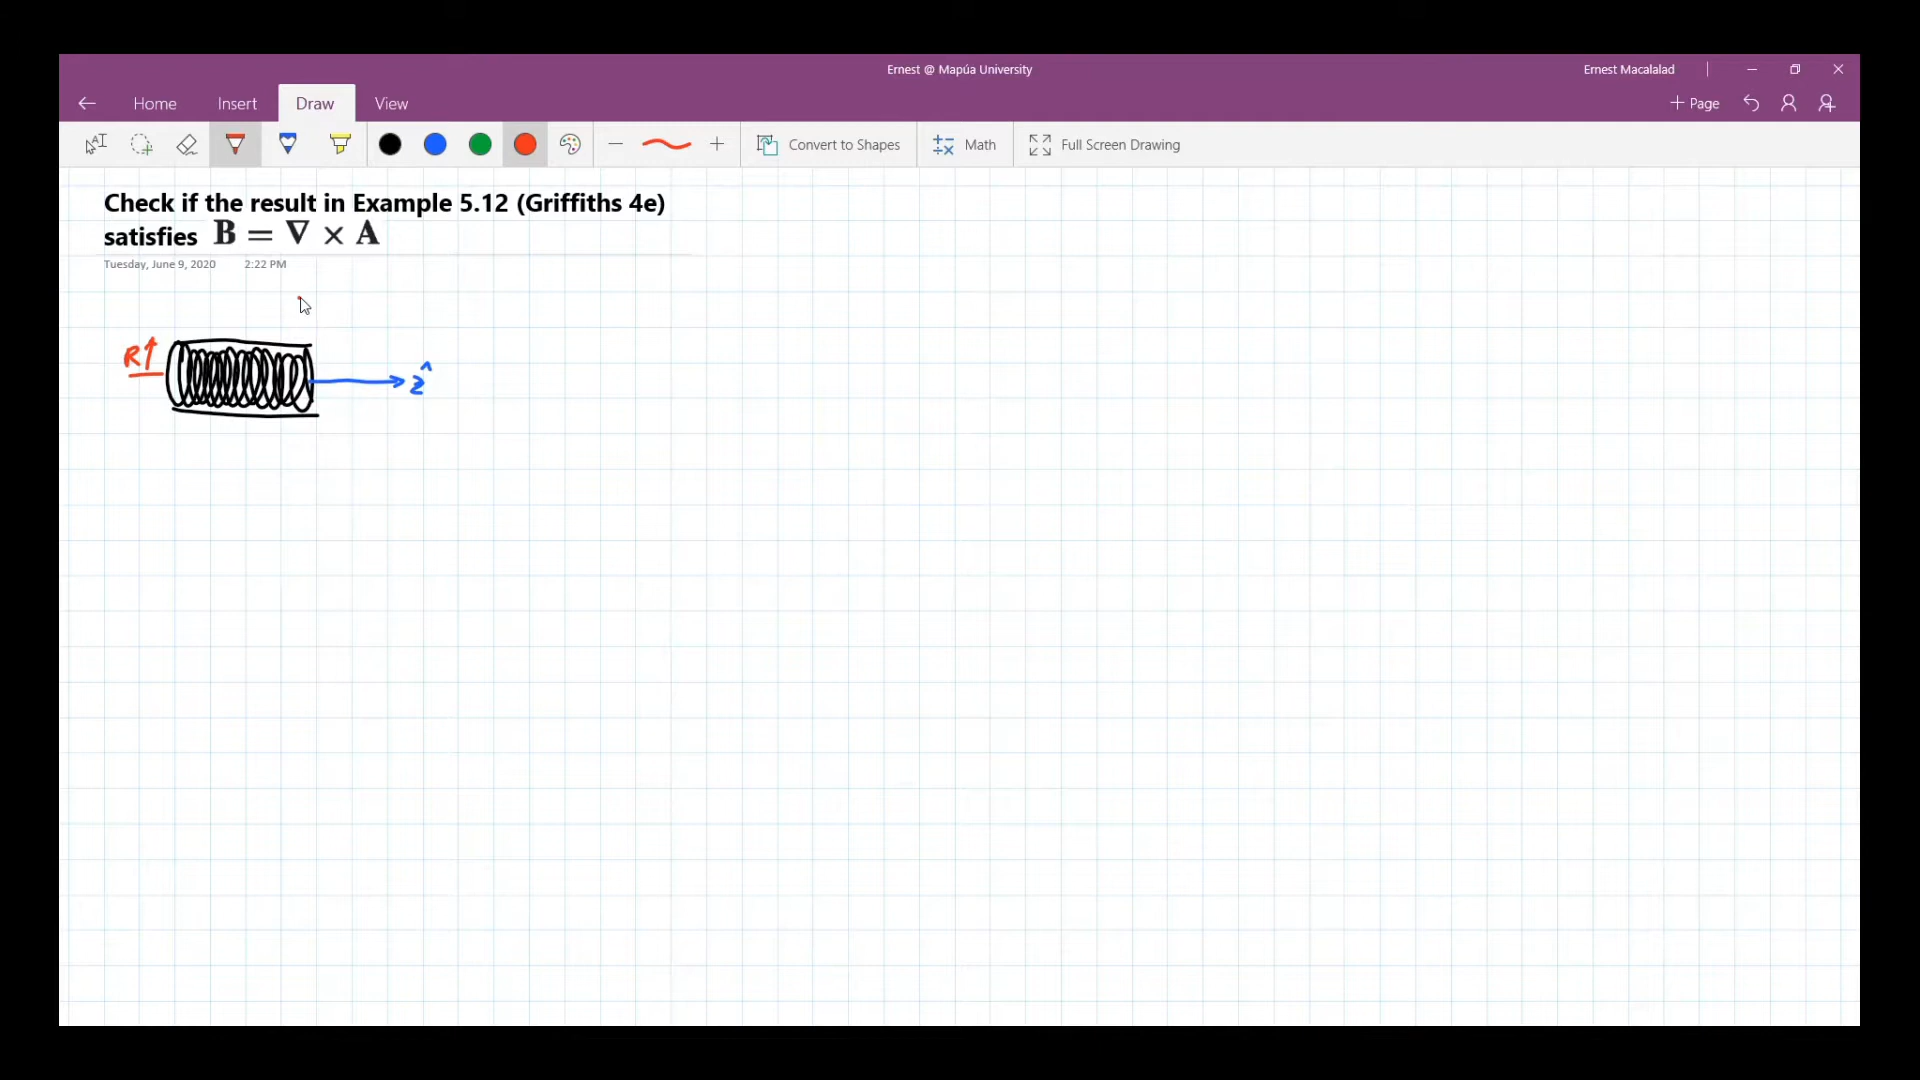 Ernest @ Mapúa University
Ernest Macalalad
Home Insert Draw View
Page
Convert to Shapes
Math
Full Screen Drawing
Check if the result in Example 5.12 (Griffiths 4e)
satisfies B = ∇ × A
Tuesday, June 9, 2020 2:22 PM
R↑
ẑ